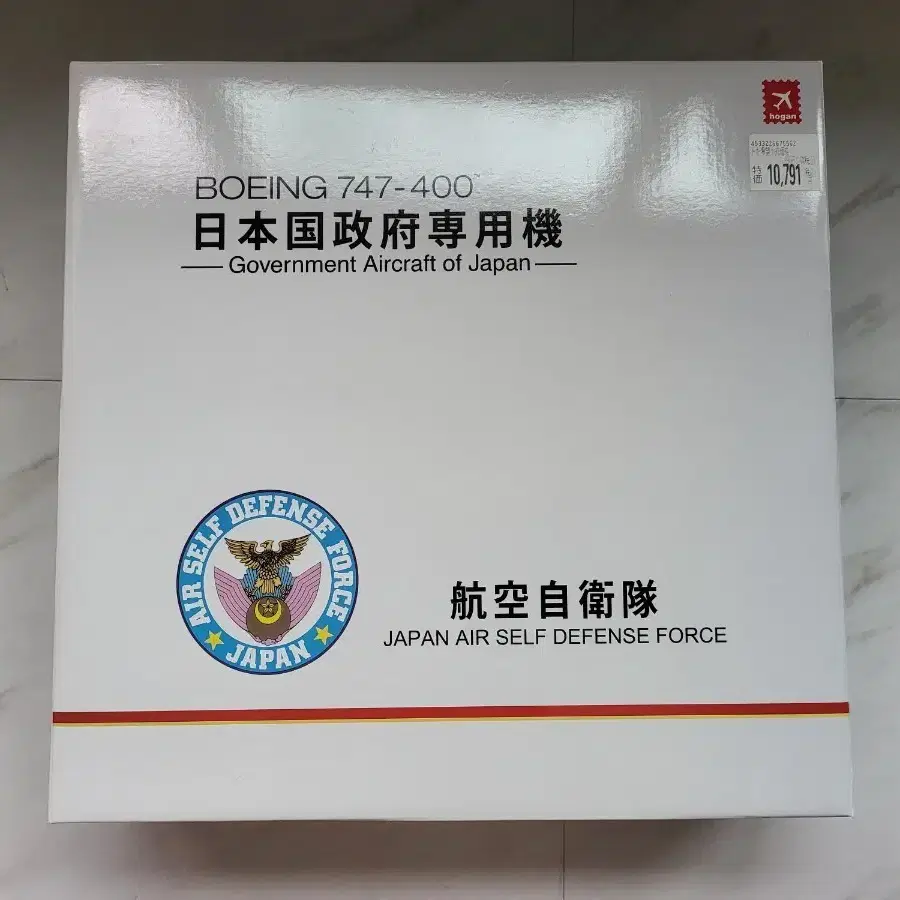 hogan
特価 10,791
BOEING 747-400™
日本国政府専用機
Government Aircraft of Japan
AIR SELF DEFENSE FORCE
JAPAN
航空自衛隊
JAPAN AIR SELF DEFENSE FORCE